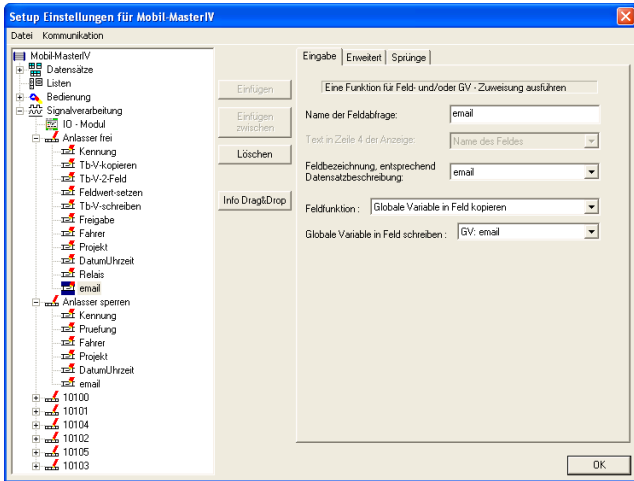 Setup Einstellungen für Mobil-MasterIV
Datei Kommunikation
Mobil-MasterIV
Datensätze
Listen
Bedienung
Signalverarbeitung
IO - Modul
Anlasser frei
Kennung
Tb-V-kopieren
Tb-V-2-Feld
Feldwert-setzen
Tb-V-schreiben
Freigabe
Fahrer
Projekt
DatumUhrzeit
Relais
email
Anlasser sperren
Kennung
Pruefung
Fahrer
Projekt
DatumUhrzeit
email
10100
10101
10104
10102
10105
10103
Einfügen
Einfügen
zwischen
Löschen
Info Drag&Drop
Eingabe Erweitert Sprünge
Eine Funktion für Feld- und/oder GV - Zuweisung ausführen
Name der Feldabfrage: email
Text in Zeile 4 der Anzeige: Name des Feldes
Feldbezeichnung, entsprechend
Datensatzbeschreibung: email
Feldfunktion : Globale Variable in Feld kopieren
Globale Variable in Feld schreiben : GV: email
OK